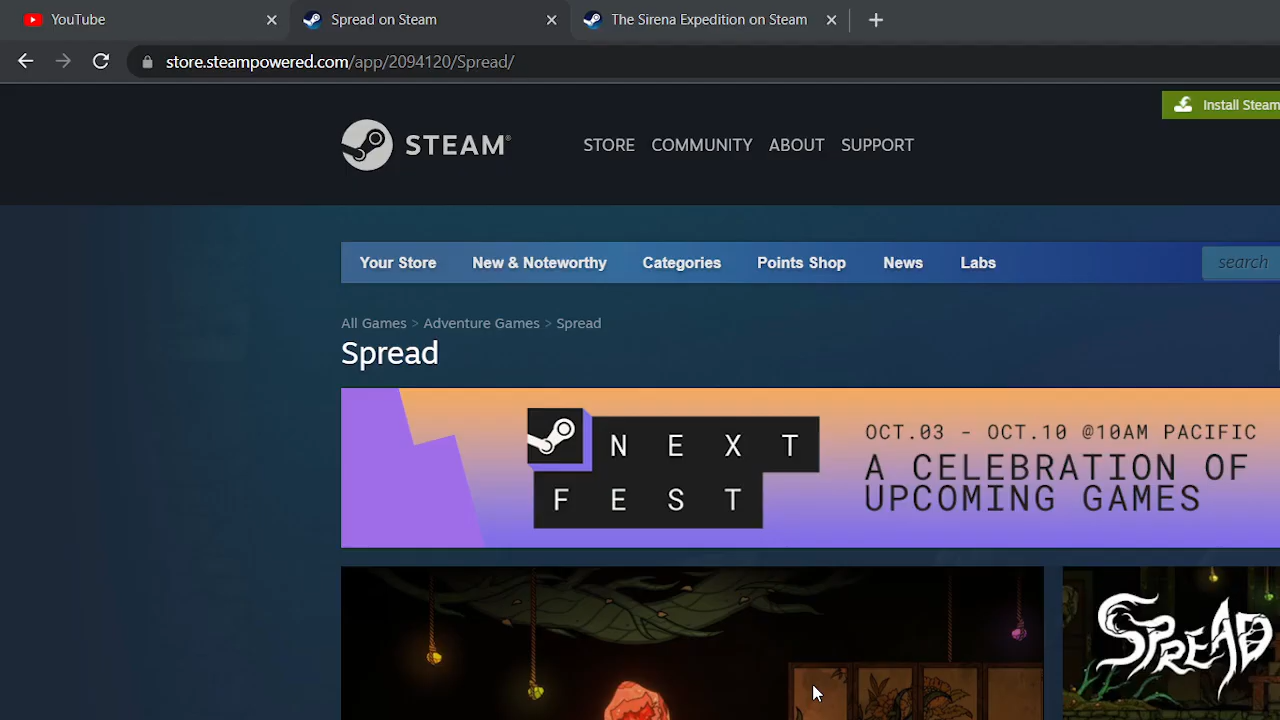 YouTube
Spread on Steam
The Sirena Expedition on Steam
store.steampowered.com/app/2094120/Spread/
Install Steam
STEAM®
STORE COMMUNITY ABOUT SUPPORT
Your Store New & Noteworthy Categories Points Shop News Labs search
All Games > Adventure Games > Spread
Spread
NEXT
FEST
OCT.03 - OCT.10 @10AM PACIFIC
A CELEBRATION OF
UPCOMING GAMES
SPREAD